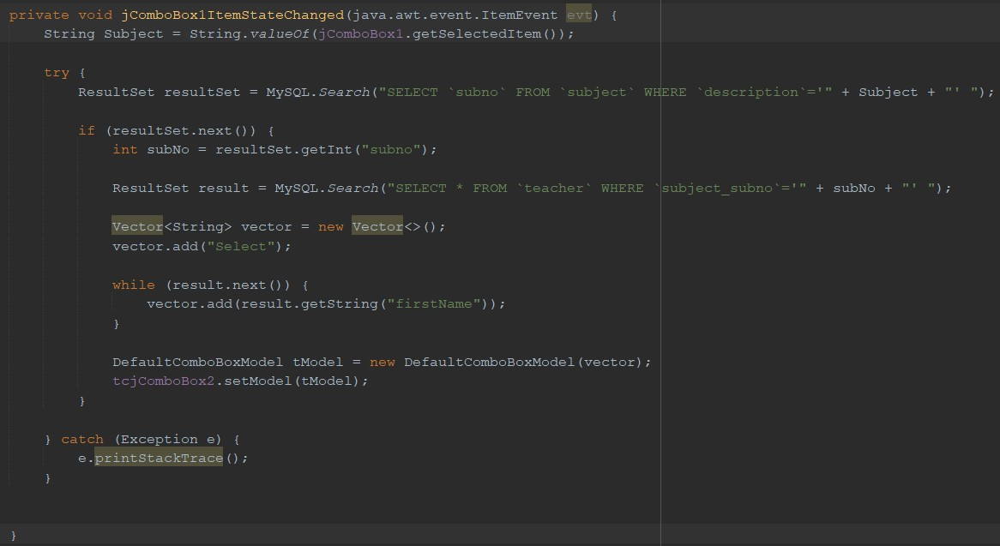 private void jComboBox1ItemStateChanged(java.awt.event.ItemEvent evt) {
    String Subject = String.valueOf(jComboBox1.getSelectedItem());
    try {
        ResultSet resultSet = MySQL.Search("SELECT `subno` FROM `subject` WHERE `description`='" + Subject + "' ");
        if (resultSet.next()) {
            int subNo = resultSet.getInt("subno");
            ResultSet result = MySQL.Search("SELECT * FROM `teacher` WHERE `subject_subno`='" + subNo + "' ");
            Vector<String> vector = new Vector<>();
            vector.add("Select");
            while (result.next()) {
                vector.add(result.getString("firstName"));
            }
            DefaultComboBoxModel tModel = new DefaultComboBoxModel(vector);
            tcjComboBox2.setModel(tModel);
        }
    } catch (Exception e) {
        e.printStackTrace();
    }
}